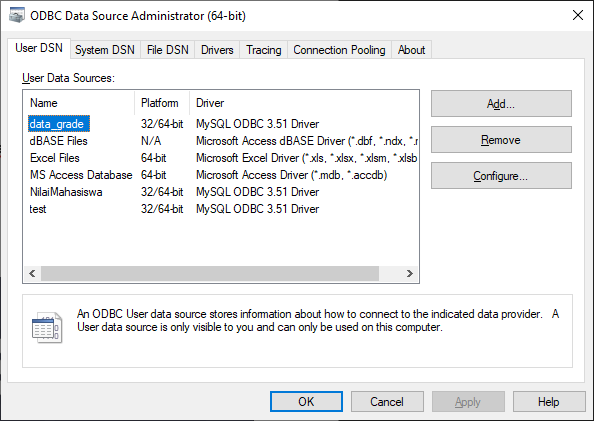 ODBC Data Source Administrator (64-bit)
User DSN System DSN File DSN Drivers Tracing Connection Pooling About
User Data Sources:
Name Platform Driver
data_grade 32/64-bit MySQL ODBC 3.51 Driver
dBASE Files N/A Microsoft Access dBASE Driver (*.dbf, *.ndx, *.r
Excel Files 64-bit Microsoft Excel Driver (*.xls, *.xlsx, *.xlsm, *.xlsb
MS Access Database 64-bit Microsoft Access Driver (*.mdb, *.accdb)
NilaiMahasiswa 32/64-bit MySQL ODBC 3.51 Driver
test 32/64-bit MySQL ODBC 3.51 Driver
Add...
Remove
Configure...
An ODBC User data source stores information about how to connect to the indicated data provider. A
User data source is only visible to you and can only be used on this computer.
OK Cancel Apply Help